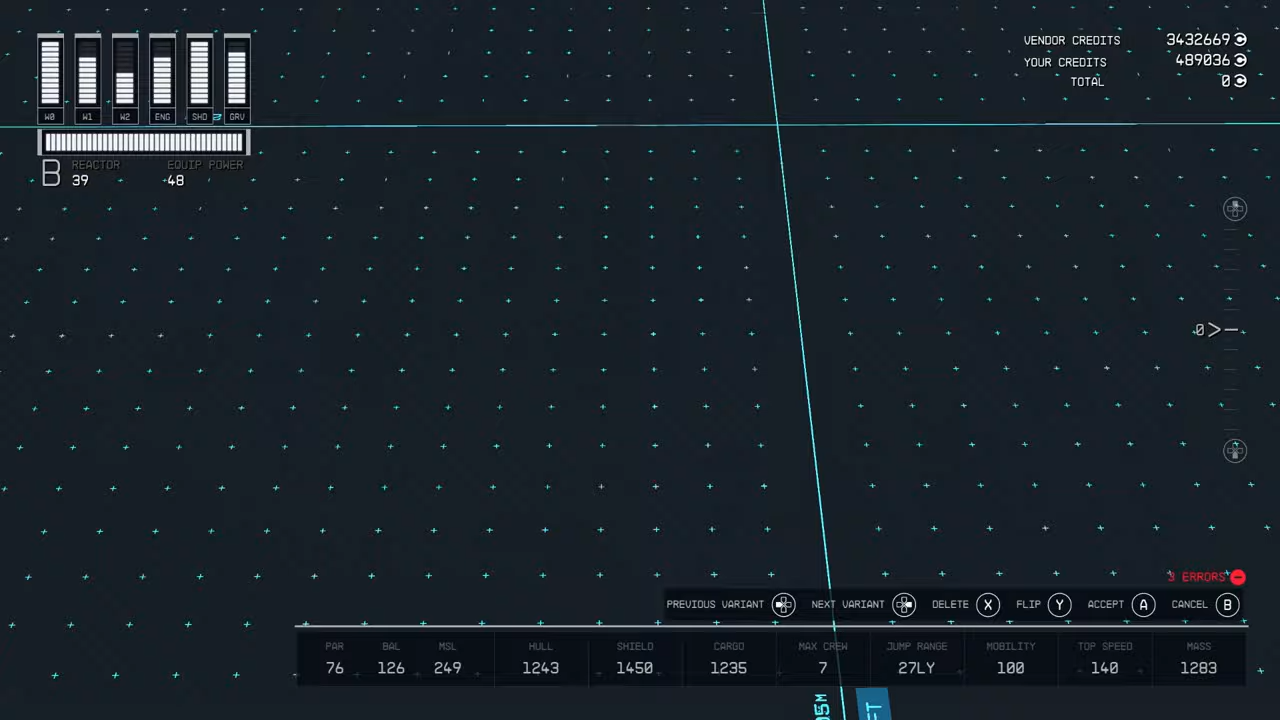 VENDOR CREDITS 3432669
YOUR CREDITS 489036
TOTAL 0
W0 W1 W2 ENG SHD GRV
B REACTOR EQUIP POWER
39 48
0
3 ERRORS
PREVIOUS VARIANT NEXT VARIANT DELETE X FLIP Y ACCEPT A CANCEL B
PAR BAL MSL HULL SHIELD CARGO MAX CREW JUMP RANGE MOBILITY TOP SPEED MASS
76 126 249 1243 1450 1235 7 27LY 100 140 1283